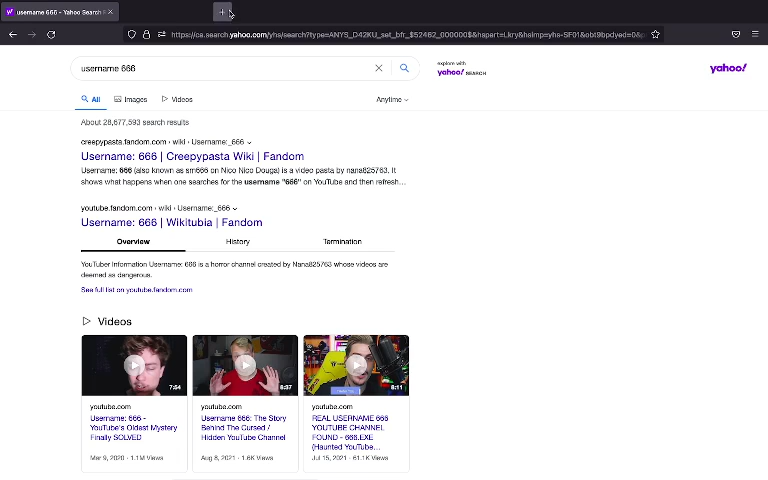 username 666 - Yahoo Search R
https://ca.search.yahoo.com/yhs/search?type=ANYS_D42KU_set_bfr_$52462_000000$&hspart=Lkry&hsimp=yhs-SF01&obt9bpdyed=0&p
username 666
explore with
yahoo! SEARCH
yahoo!
All Images Videos Anytime
About 28,677,593 search results
creepypasta.fandom.com › wiki › Username:_666
Username: 666 | Creepypasta Wiki | Fandom
Username: 666 (also known as sm666 on Nico Nico Douga) is a video pasta by nana825763. It
shows what happens when one searches for the username "666" on YouTube and then refresh...
youtube.fandom.com › wiki › Username:_666
Username: 666 | Wikitubia | Fandom
Overview History Termination
YouTuber Information Username: 666 is a horror channel created by Nana825763 whose videos are
deemed as dangerous.
See full list on youtube.fandom.com
Videos
7:54
8:37
8:11
youtube.com
Username: 666 -
YouTube's Oldest Mystery
Finally SOLVED
Mar 9, 2020 · 1.1M Views
youtube.com
Username 666: The Story
Behind The Cursed /
Hidden YouTube Channel
Aug 8, 2021 · 1.6K Views
youtube.com
REAL USERNAME 666
YOUTUBE CHANNEL
FOUND - 666.EXE
(Haunted YouTube...
Jul 15, 2021 · 61.1K Views